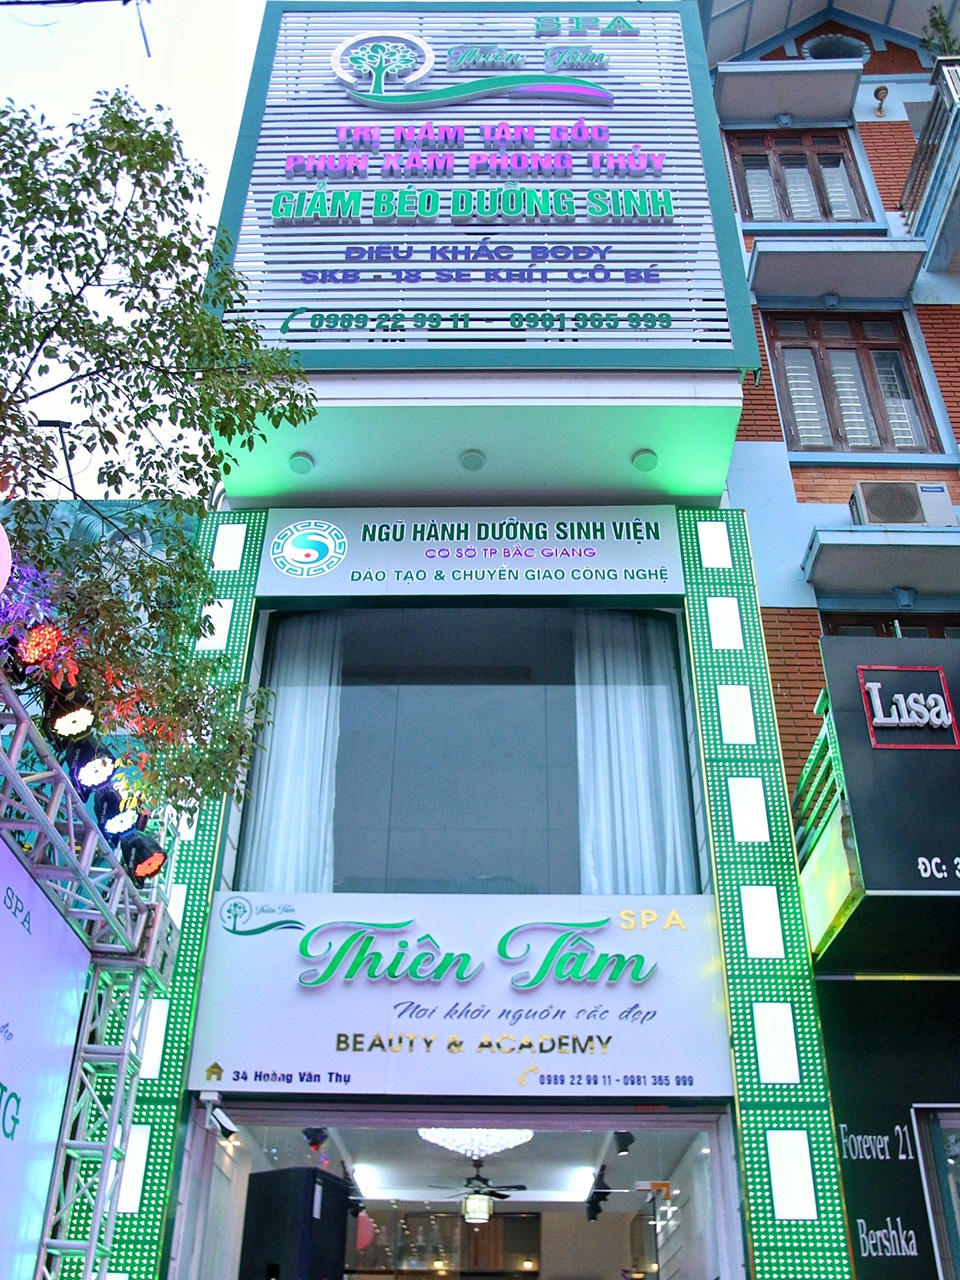 SPA
Thiên Tâm
TRỊ NÁM TẬN GỐC
PHUN XĂM PHONG THỦY
GIẢM BÉO DƯỠNG SINH
ĐIÊU KHẮC BODY
SKB - 18 SE KHÍT CÔ BÉ
0989 22 99 11 - 0981 365 999
NGŨ HÀNH DƯỠNG SINH VIỆN
CƠ SỞ TP BẮC GIANG
ĐÀO TẠO & CHUYỂN GIAO CÔNG NGHỆ
Thiên Tâm
SPA
Thiên Tâm
Nơi khởi nguồn sắc đẹp
BEAUTY & ACADEMY
34 Hoàng Văn Thụ
0989 22 99 11 - 0981 365 999
Lisa
ĐC: 3
Forever 21
Bershka
SPA
đẹp
NG